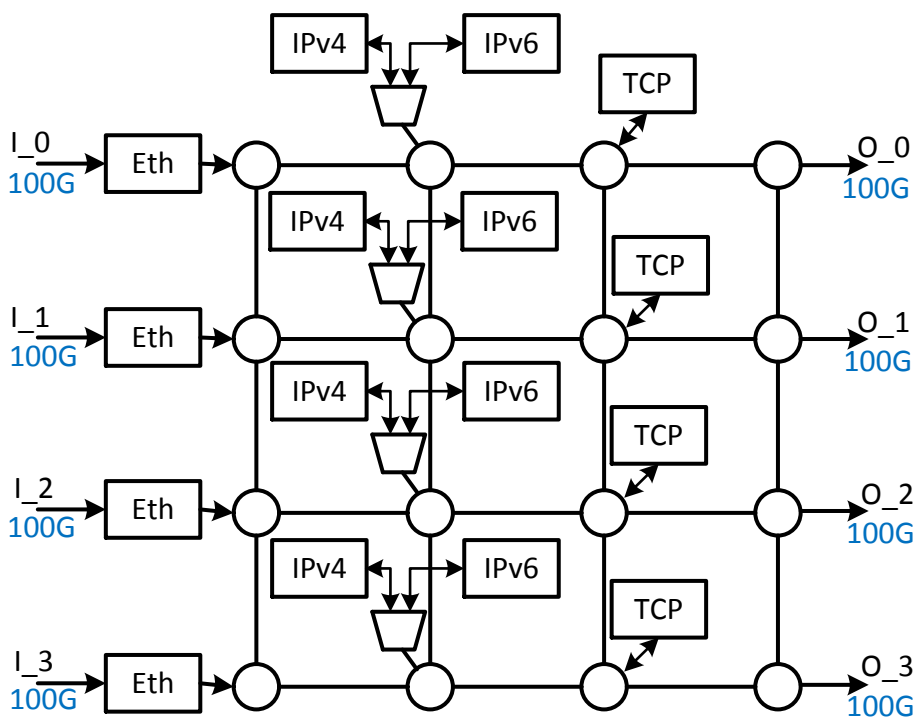 IPv4
IPv6
TCP
I_0
100G
Eth
O_0
100G
IPv4
IPv6
TCP
I_1
100G
Eth
O_1
100G
IPv4
IPv6
TCP
I_2
100G
Eth
O_2
100G
IPv4
IPv6
TCP
I_3
100G
Eth
O_3
100G